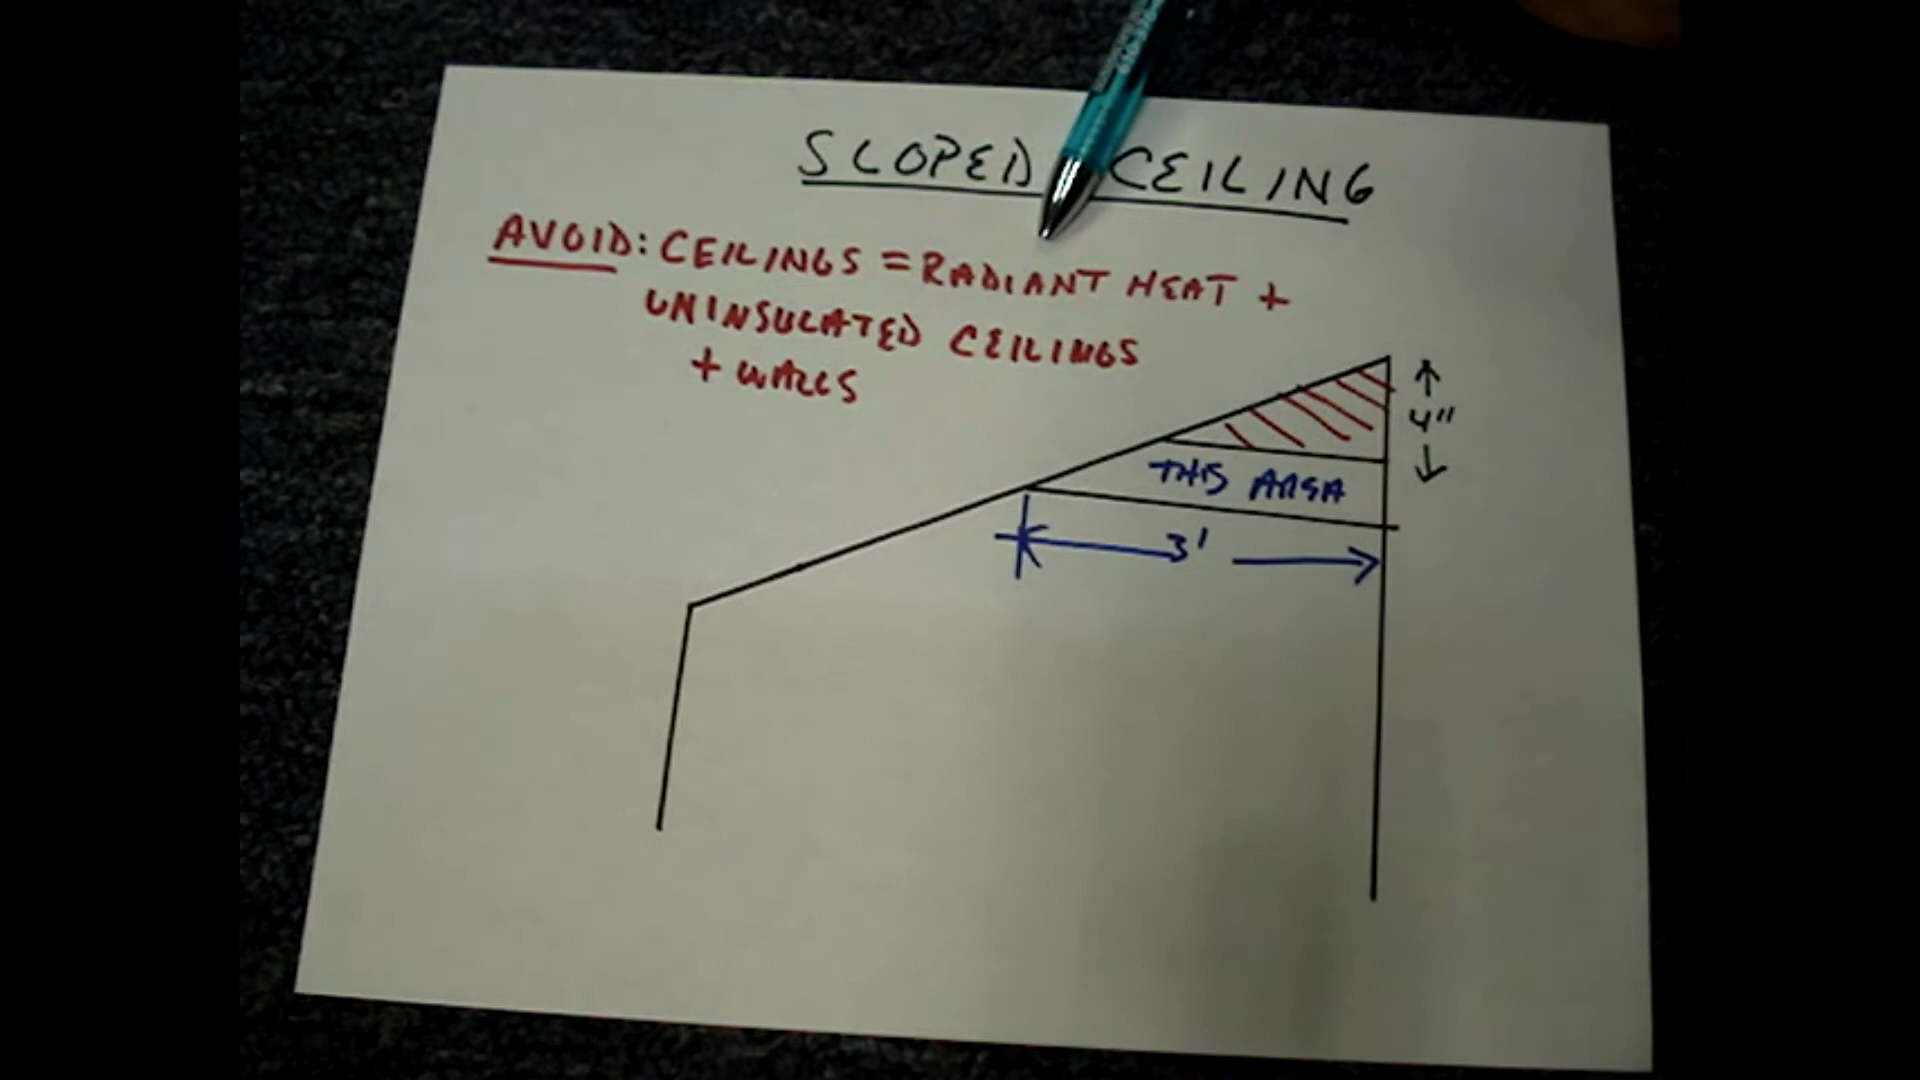 SLOPED CEILING
AVOID: CEILINGS = RADIANT HEAT +
UNINSULATED CEILINGS
+ WALLS
4"
THIS AREA
3'